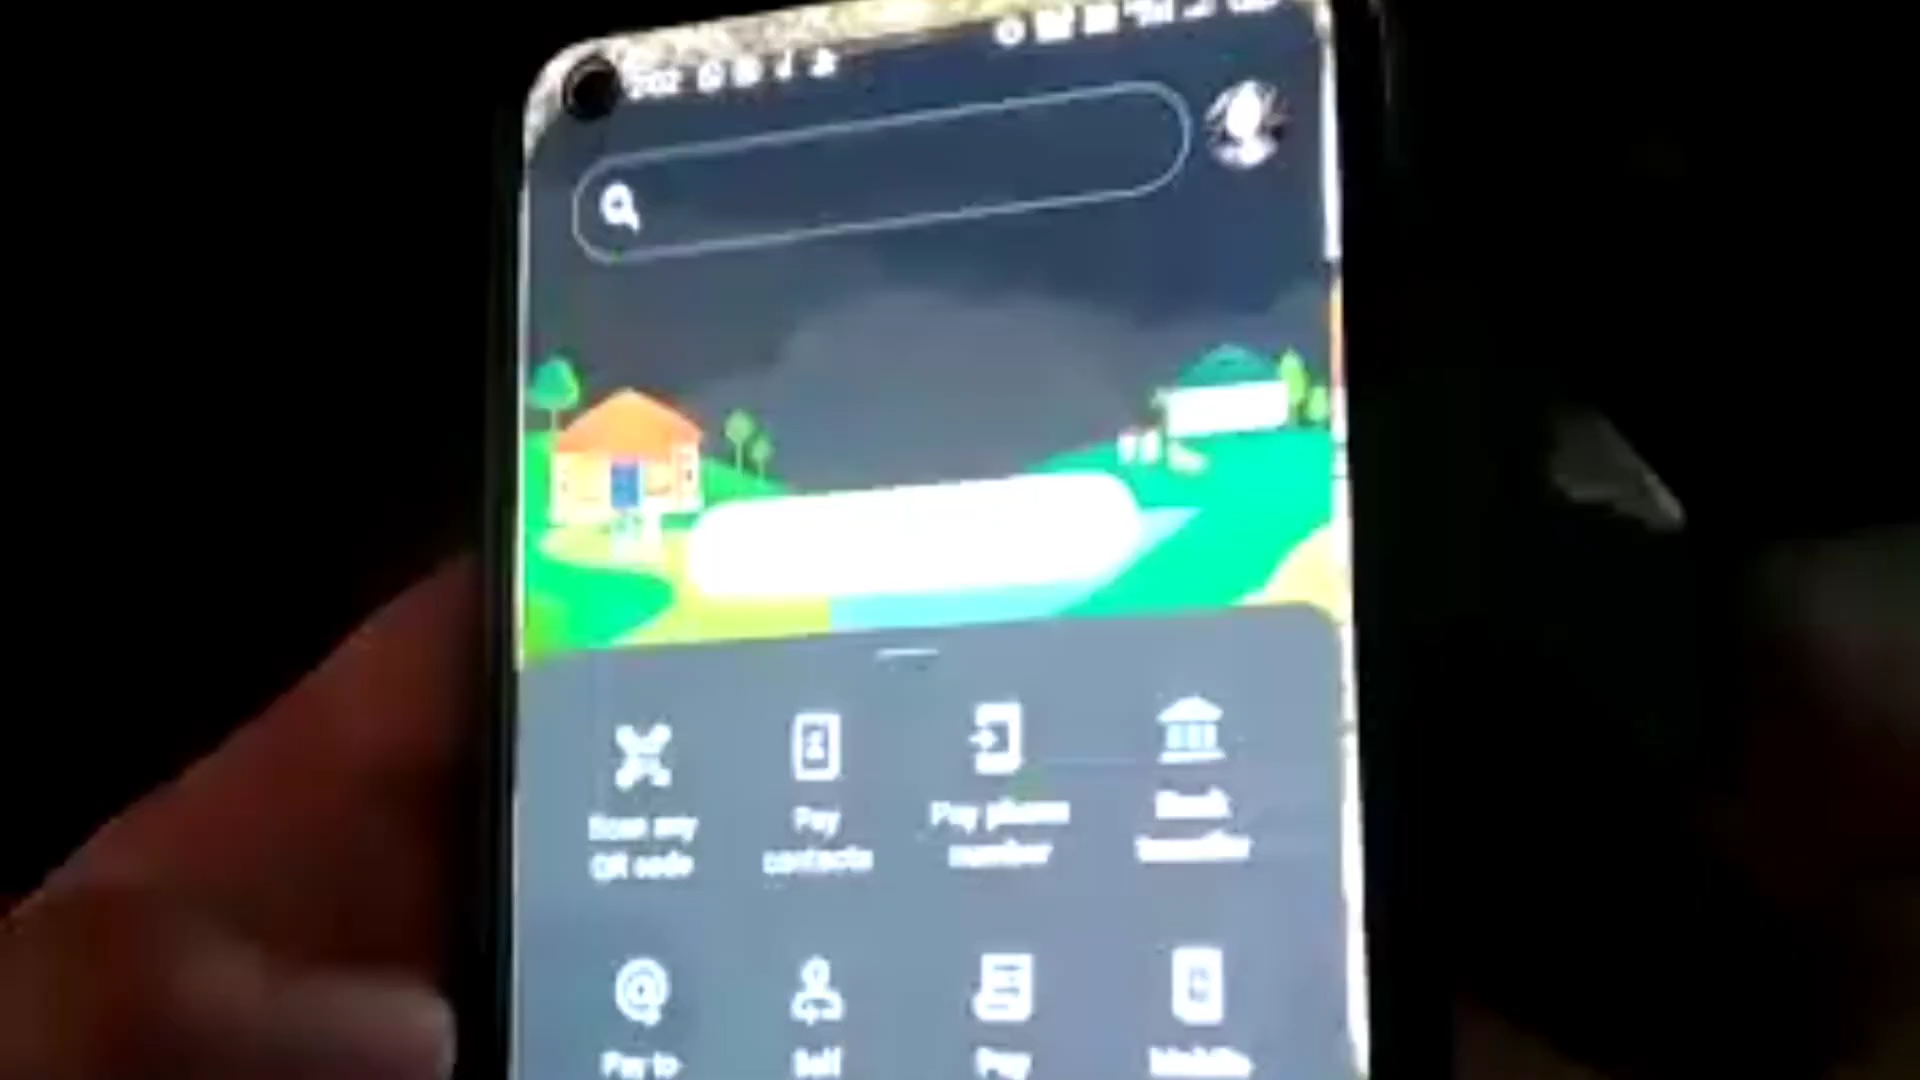 Scan any
QR code
Pay
contacts
Pay phone
number
Bank
transfer
Pay to
Self
Pay
Mobile